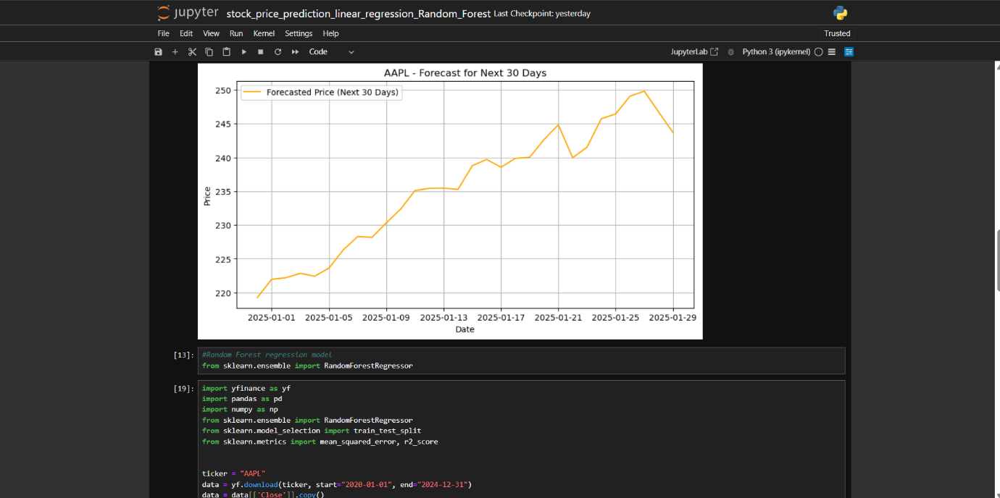 jupyter stock_price_prediction_linear_regression_Random_Forest Last Checkpoint: yesterday
File Edit View Run Kernel Settings Help Trusted
Code JupyterLab Python 3 (ipykernel)
AAPL - Forecast for Next 30 Days
Forecasted Price (Next 30 Days)
250
245
240
235
230
225
220
Price
2025-01-01 2025-01-05 2025-01-09 2025-01-13 2025-01-17 2025-01-21 2025-01-25 2025-01-29
Date
[13]: #Random Forest regression model
from sklearn.ensemble import RandomForestRegressor
[19]: import yfinance as yf
import pandas as pd
import numpy as np
from sklearn.ensemble import RandomForestRegressor
from sklearn.model_selection import train_test_split
from sklearn.metrics import mean_squared_error, r2_score
ticker = "AAPL"
data = yf.download(ticker, start="2020-01-01", end="2024-12-31")
data = data[['Close']].copy()